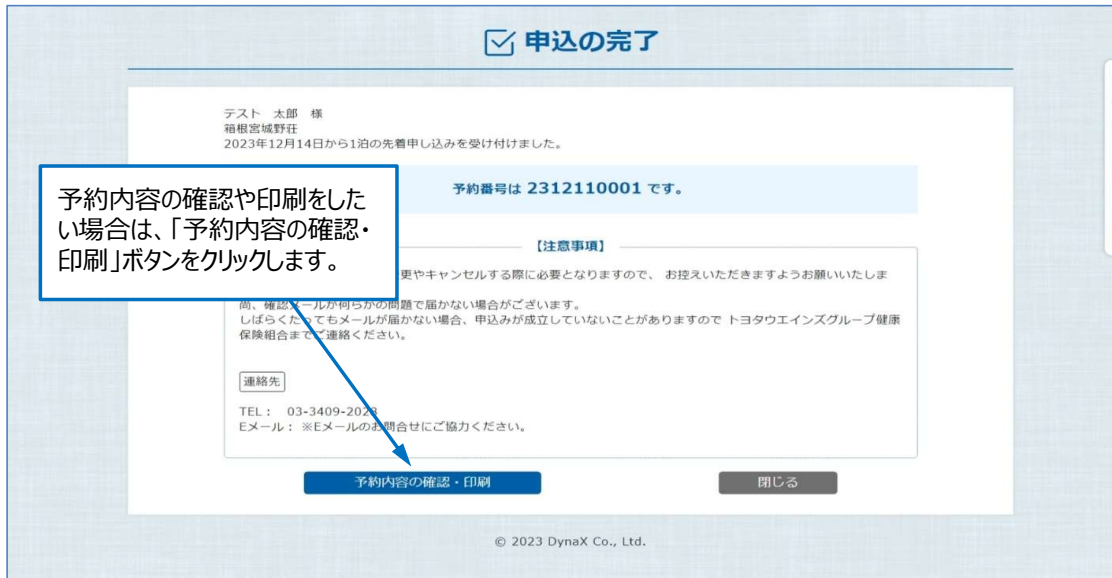 申込の完了
テスト 太郎 様
箱根宮城野荘
2023年12月14日から1泊の先着申し込みを受け付けました。
予約内容の確認や印刷をした
い場合は、「予約内容の確認・
印刷」ボタンをクリックします。
予約番号は 2312110001 です。
【注意事項】
更やキャンセルする際に必要となりますので、 お控えいただきますようお願いいたしま
尚、確認メールが何らかの問題で届かない場合がございます。
しばらくたってもメールが届かない場合、申込みが成立していないことがありますので トヨタウエインズグループ健康
保険組合までご連絡ください。
連絡先
TEL： 03-3409-2028
Eメール： ※Eメールのお問合せにご協力ください。
予約内容の確認・印刷
閉じる
© 2023 DynaX Co., Ltd.